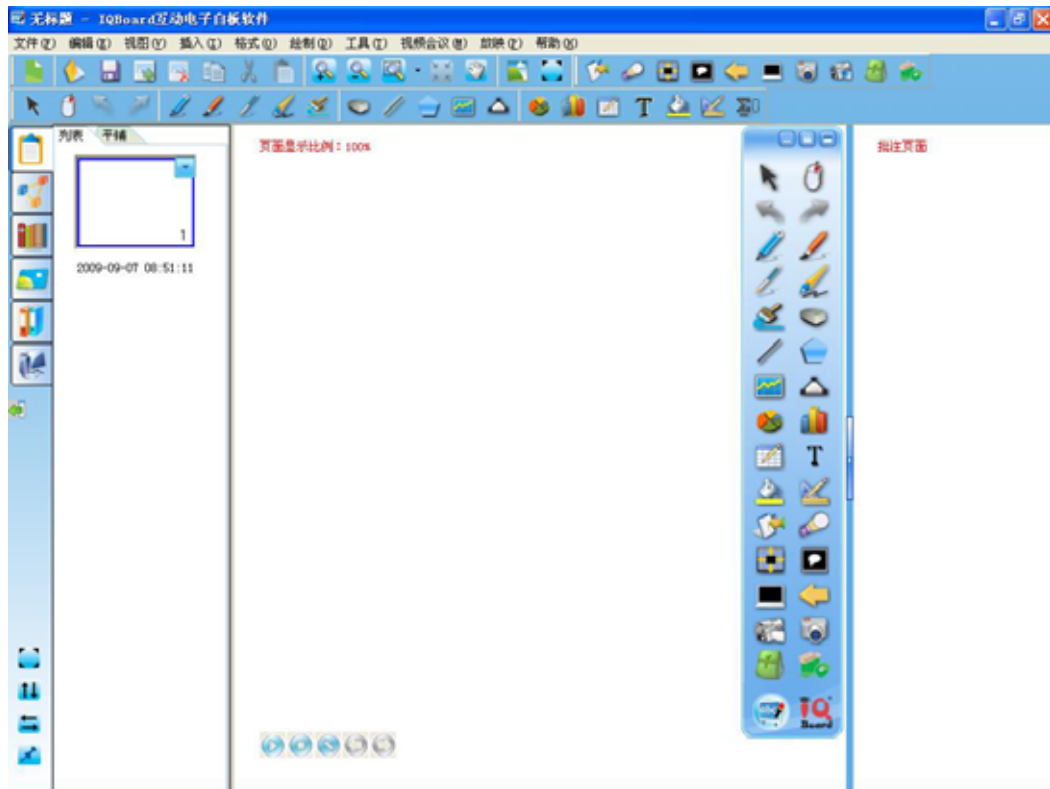 无标题 - IQBoard互动电子白板软件
文件(F) 编辑(E) 视图(V) 插入(I) 格式(O) 绘制(D) 工具(T) 视频会议(M) 放映(P) 帮助(H)
T
列表 平铺
页面显示比例：100%
批注页面
1
2009-09-07 08:51:11
T
IQ
Board